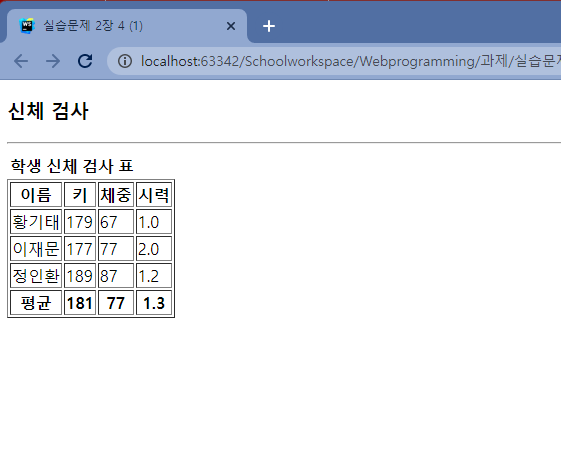 실습문제 2장 4 (1)
localhost:63342/Schoolworkspace/Webprogramming/과제/실습문제
신체 검사
학생 신체 검사 표
이름 키 체중 시력
황기태 179 67 1.0
이재문 177 77 2.0
정인환 189 87 1.2
평균 181 77 1.3